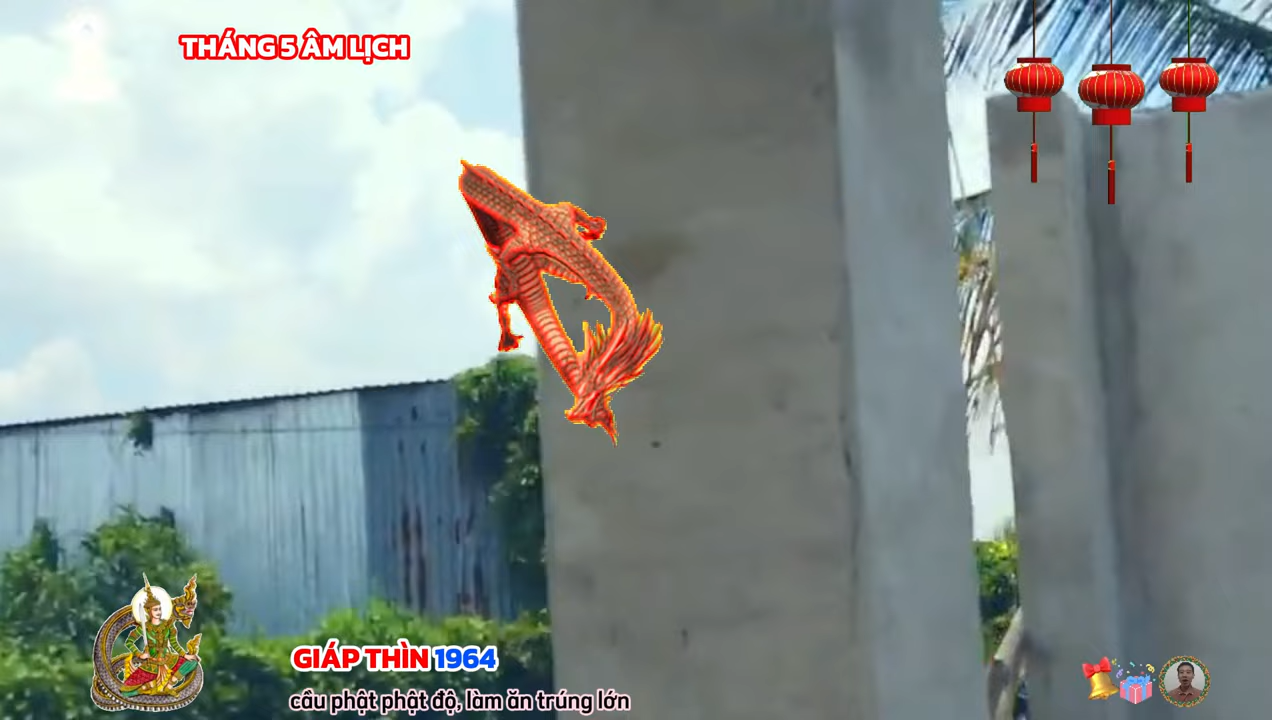 THÁNG 5 ÂM LỊCH
GIÁP THÌN 1964
cầu phật phật độ, làm ăn trúng lớn